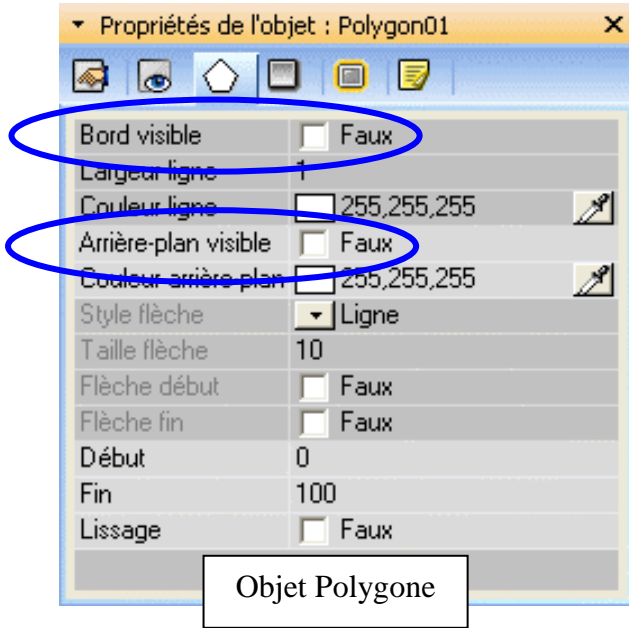 Propriétés de l'objet : Polygon01
Bord visible Faux
Largeur ligne 1
Couleur ligne 255,255,255
Arrière-plan visible Faux
Couleur arrière-plan 255,255,255
Style flèche Ligne
Taille flèche 10
Flèche début Faux
Flèche fin Faux
Début 0
Fin 100
Lissage Faux
Objet Polygone